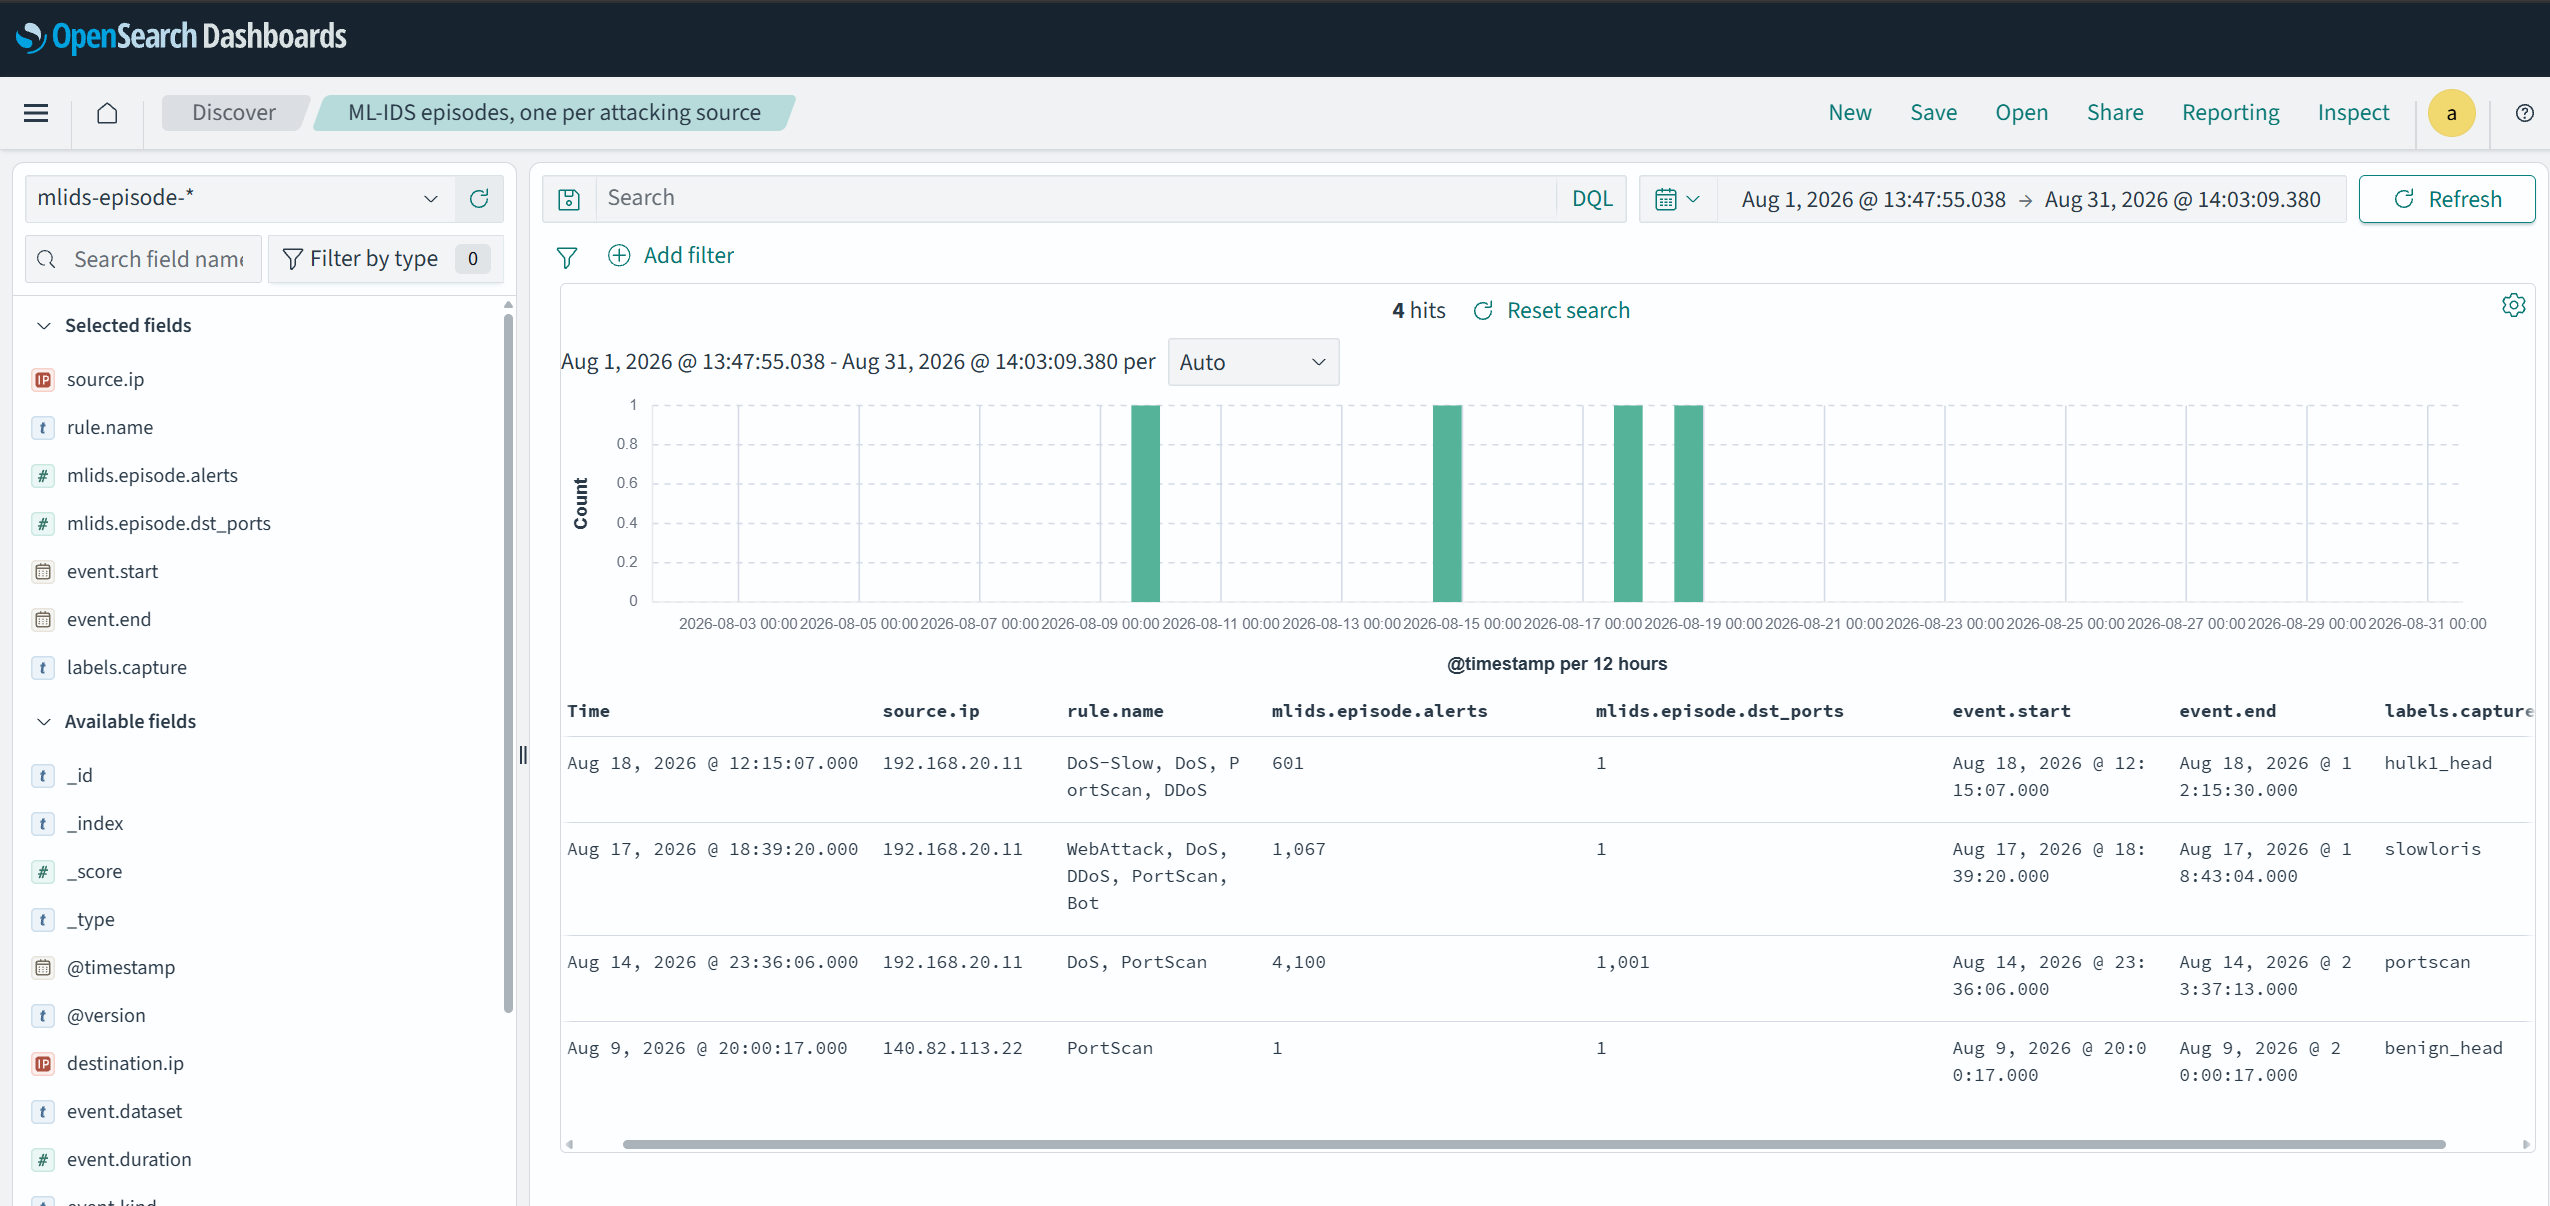 OpenSearch Dashboards
Discover
ML-IDS episodes, one per attacking source
New Save Open Share Reporting Inspect a
mlids-episode-*
Search DQL
Aug 1, 2026 @ 13:47:55.038 → Aug 31, 2026 @ 14:03:09.380
Refresh
Search field name
Filter by type 0
Add filter
Selected fields
source.ip
rule.name
mlids.episode.alerts
mlids.episode.dst_ports
event.start
event.end
labels.capture
Available fields
_id
_index
_score
_type
@timestamp
@version
destination.ip
event.dataset
event.duration
event.kind
4 hits Reset search
Aug 1, 2026 @ 13:47:55.038 - Aug 31, 2026 @ 14:03:09.380 per Auto
Count
1
0.8
0.6
0.4
0.2
0
2026-08-03 00:00 2026-08-05 00:00 2026-08-07 00:00 2026-08-09 00:00 2026-08-11 00:00 2026-08-13 00:00 2026-08-15 00:00 2026-08-17 00:00 2026-08-19 00:00 2026-08-21 00:00 2026-08-23 00:00 2026-08-25 00:00 2026-08-27 00:00 2026-08-29 00:00 2026-08-31 00:00
@timestamp per 12 hours
Time source.ip rule.name mlids.episode.alerts mlids.episode.dst_ports event.start event.end labels.capture
Aug 18, 2026 @ 12:15:07.000 192.168.20.11 DoS-Slow, DoS, P 601 1 Aug 18, 2026 @ 12: Aug 18, 2026 @ 1 hulk1_head
ortScan, DDoS 15:07.000 2:15:30.000
Aug 17, 2026 @ 18:39:20.000 192.168.20.11 WebAttack, DoS, 1,067 1 Aug 17, 2026 @ 18: Aug 17, 2026 @ 1 slowloris
DDoS, PortScan, 39:20.000 8:43:04.000
Bot
Aug 14, 2026 @ 23:36:06.000 192.168.20.11 DoS, PortScan 4,100 1,001 Aug 14, 2026 @ 23: Aug 14, 2026 @ 2 portscan
36:06.000 3:37:13.000
Aug 9, 2026 @ 20:00:17.000 140.82.113.22 PortScan 1 1 Aug 9, 2026 @ 20:0 Aug 9, 2026 @ 2 benign_head
0:17.000 0:00:17.000